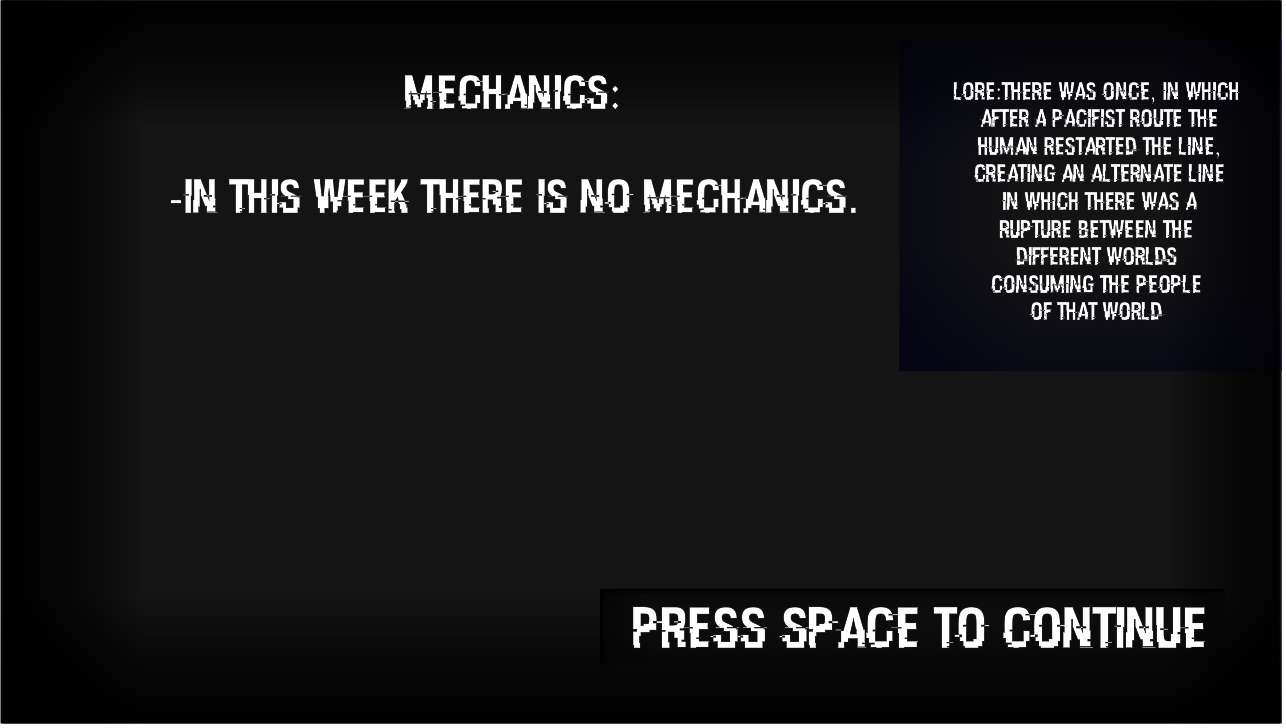 MECHANICS:
-IN THIS WEEK THERE IS NO MECHANICS.
LORE:THERE WAS ONCE, IN WHICH
AFTER A PACIFIST ROUTE THE
HUMAN RESTARTED THE LINE,
CREATING AN ALTERNATE LINE
IN WHICH THERE WAS A
RUPTURE BETWEEN THE
DIFFERENT WORLDS
CONSUMING THE PEOPLE
OF THAT WORLD
PRESS SPACE TO CONTINUE